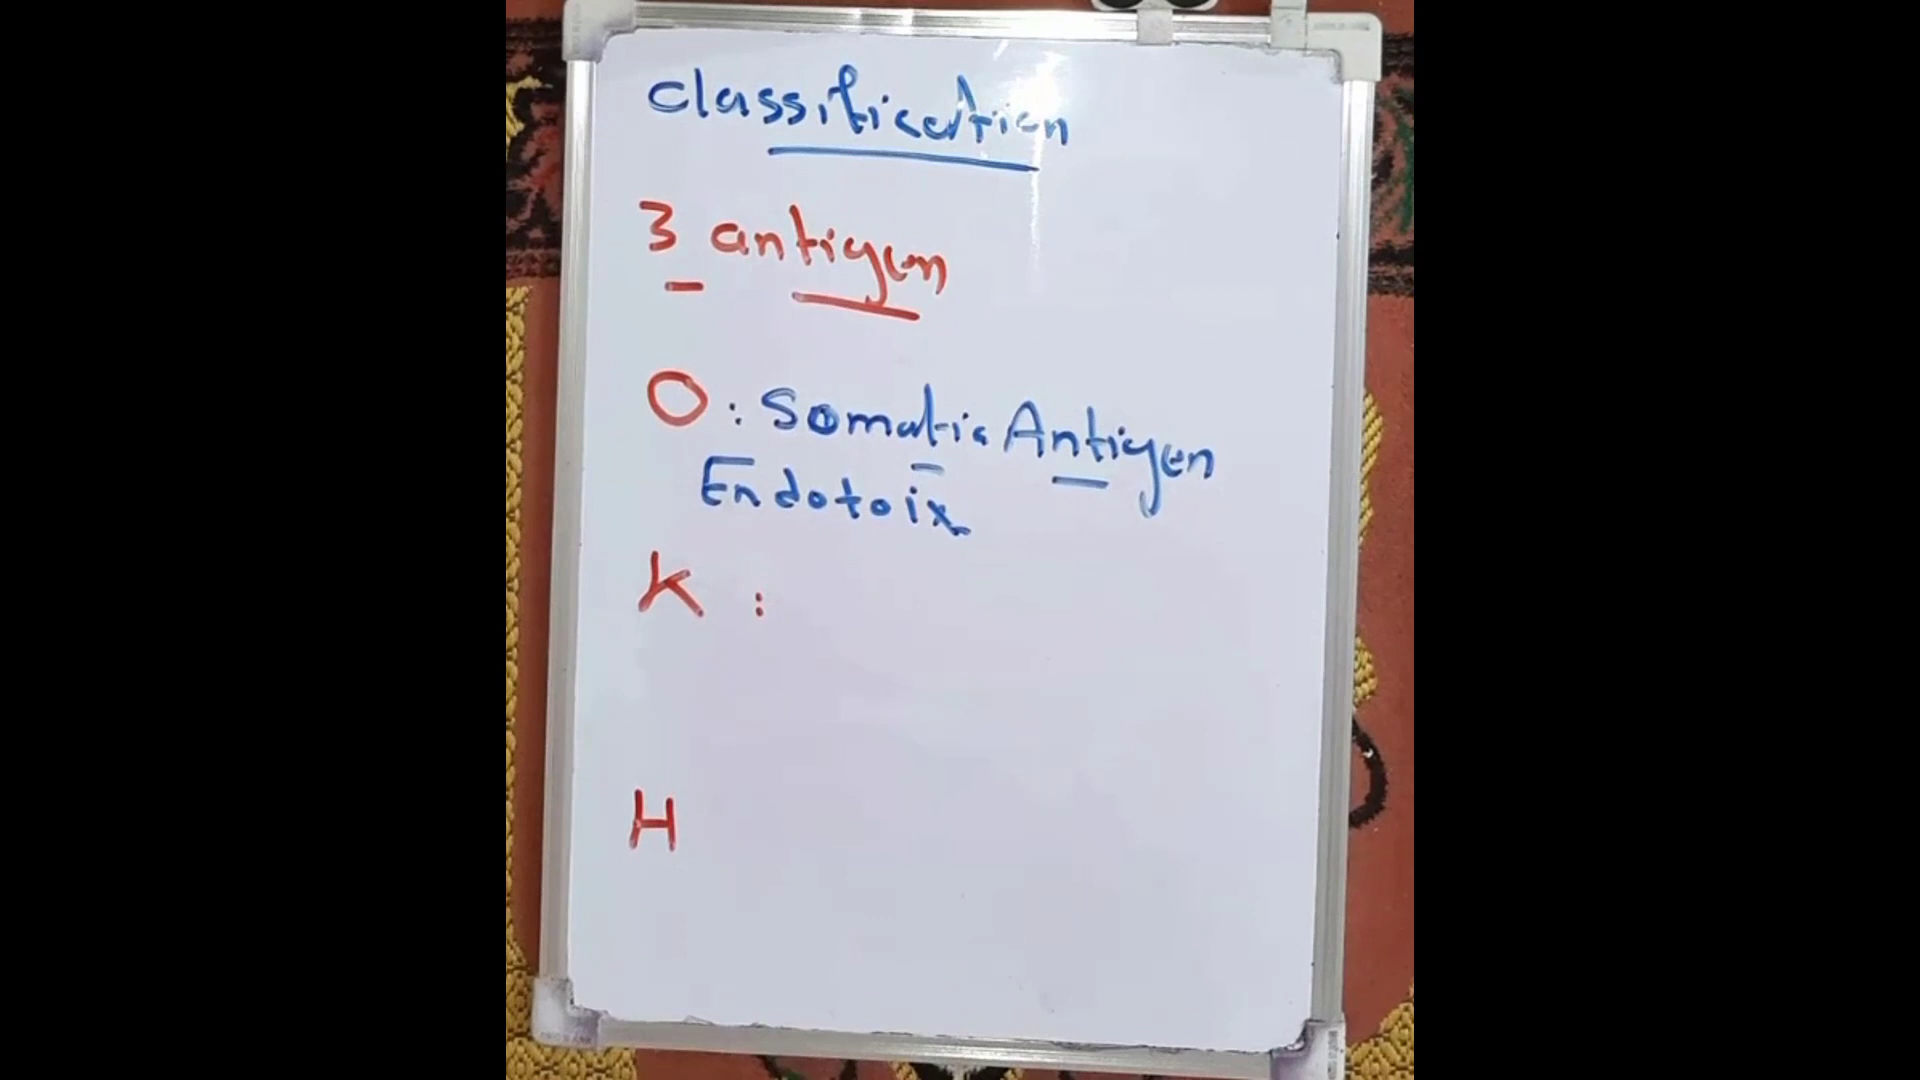 Classification
3 antigen
O : Somatic Antigen
Endotoix
K :
H